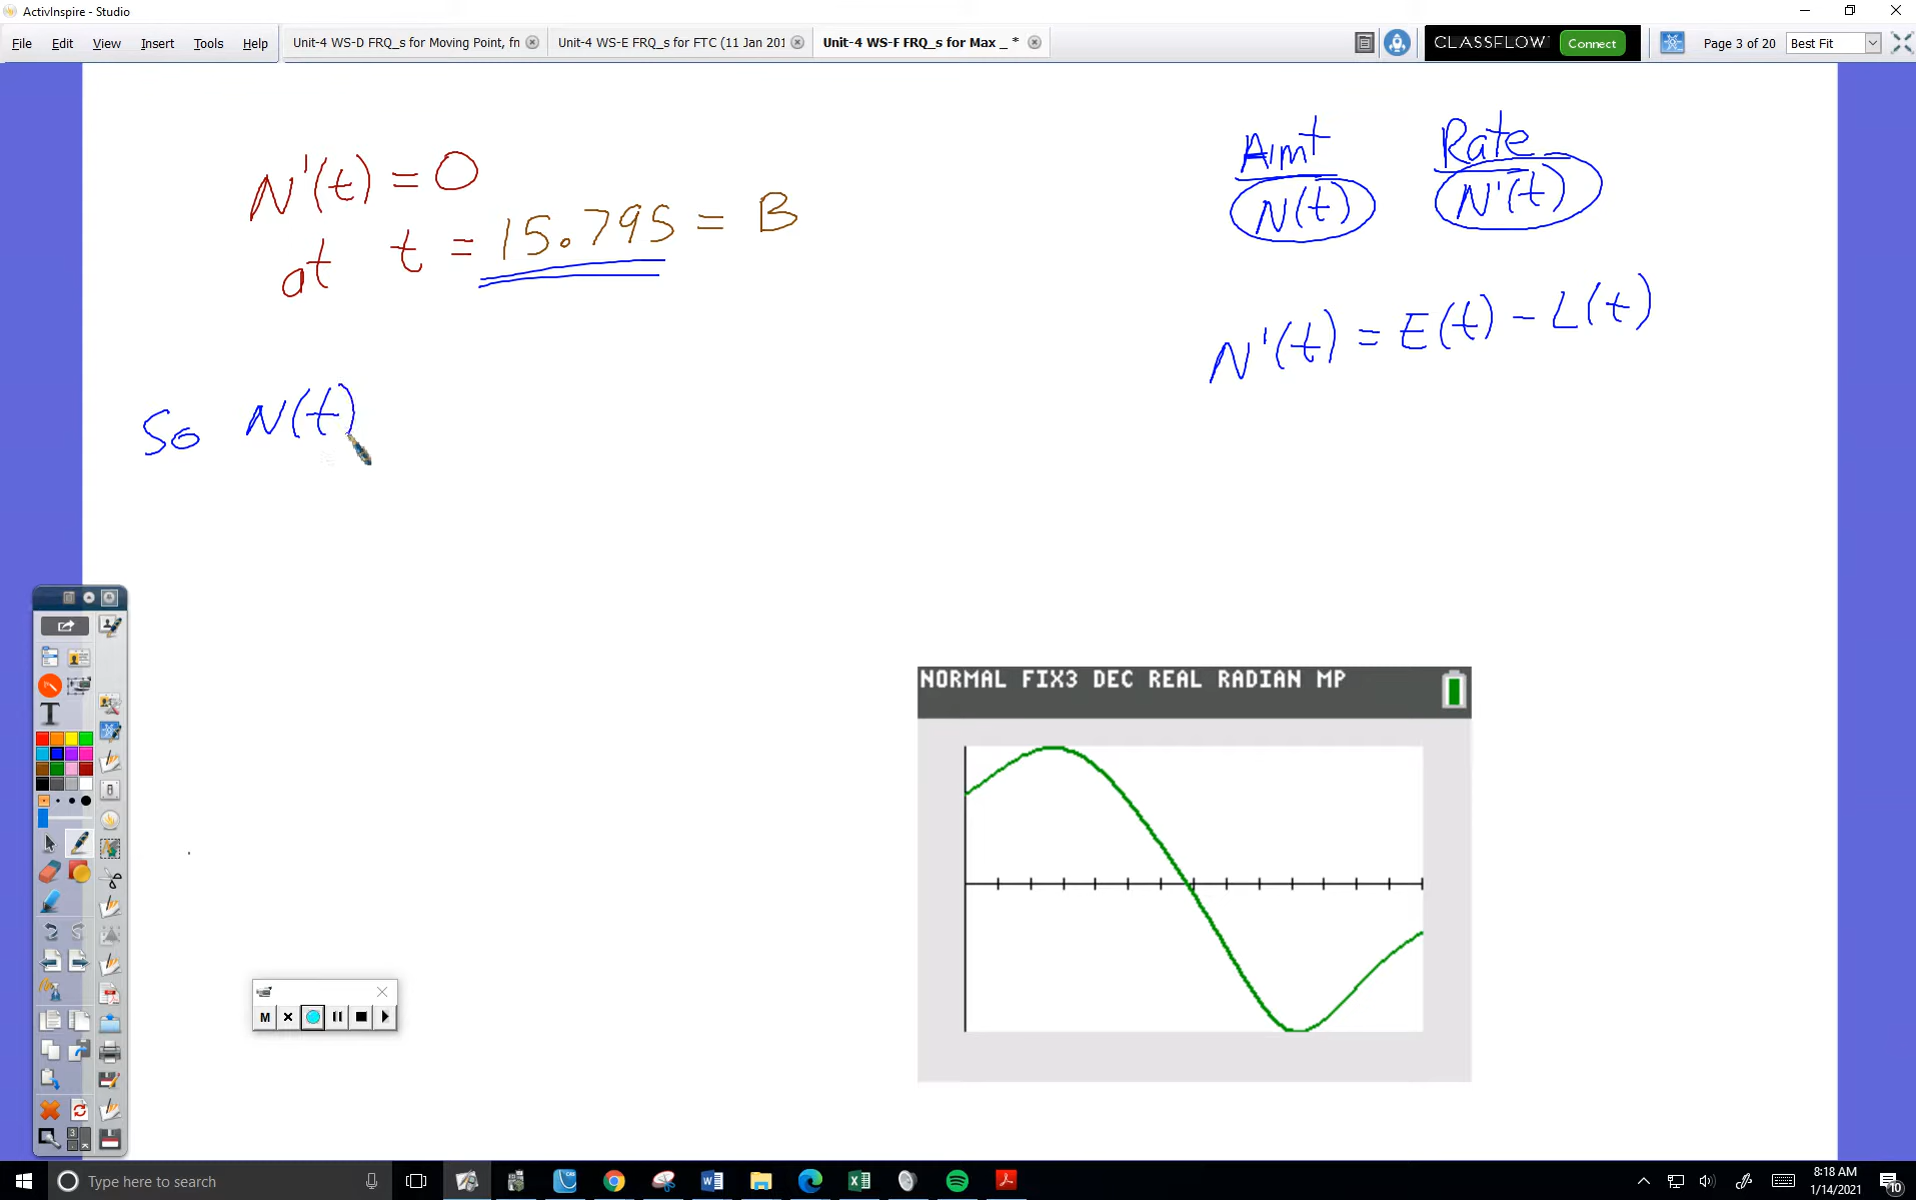 ActivInspire - Studio
File Edit View Insert Tools Help
Unit-4 WS-D FRQ_s for Moving Point, fn
Unit-4 WS-E FRQ_s for FTC (11 Jan 201
Unit-4 WS-F FRQ_s for Max _ *
CLASSFLOW Connect
Page 3 of 20 Best Fit
N'(t) = 0
at t = 15.795 = B
Amt Rate
N(t) N'(t)
N'(t) = E(t) - L(t)
So N(t)
NORMAL FIX3 DEC REAL RADIAN MP
T
M
3
Type here to search
8:18 AM
1/14/2021
10